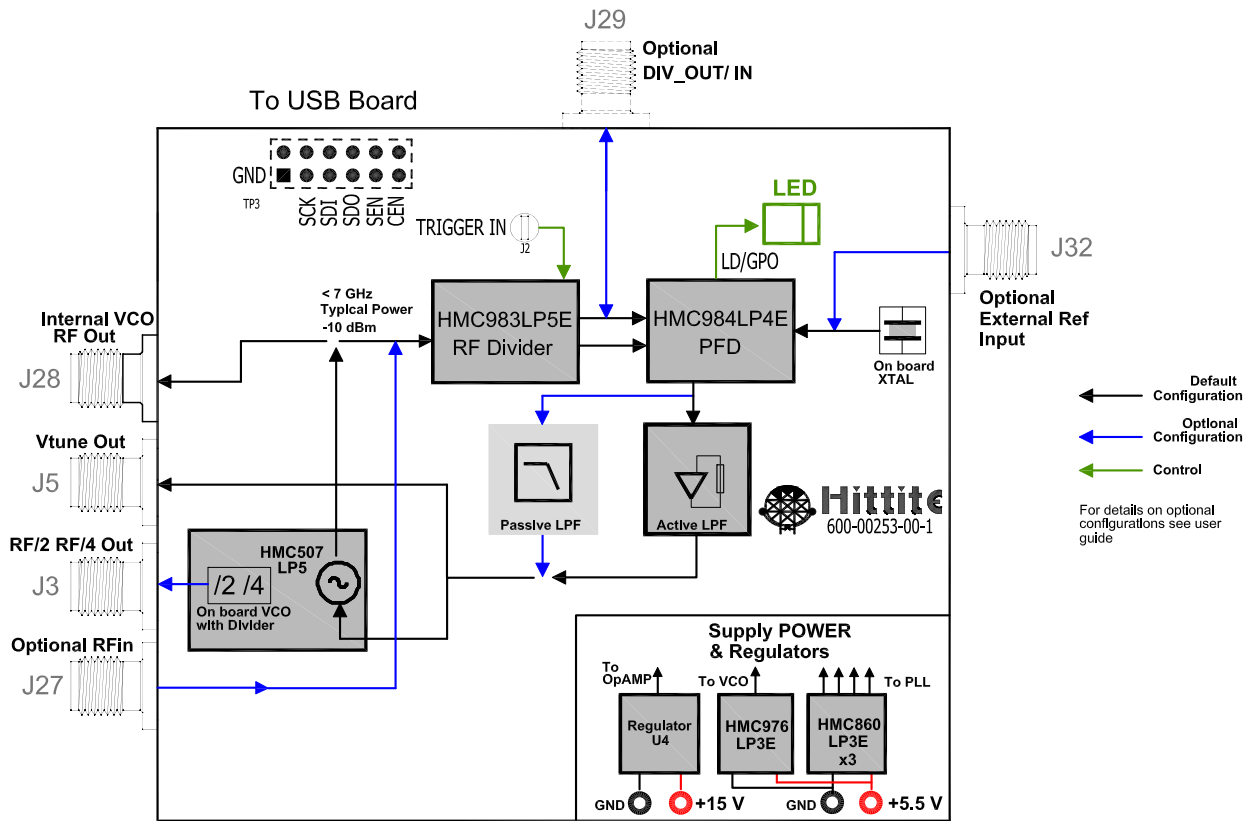 J29
Optional
DIV_OUT/ IN
To USB Board
GND
TP3
SCK
SDI
SDO
SEN
CEN
TRIGGER IN
J2
LED
LD/GPO
J32
Optional
External Ref
Input
< 7 GHz
Typical Power
-10 dBm
Internal VCO
RF Out
J28
HMC983LP5E
RF Divider
HMC984LP4E
PFD
On board
XTAL
Default
Configuration
Optional
Configuration
Control
For details on optional
configurations see user
guide
Vtune Out
J5
Passive LPF
Active LPF
Hittite
600-00253-00-1
RF/2 RF/4 Out
J3
HMC507
LP5
/2 /4
On board VCO
with Divider
Optional RFin
J27
Supply POWER
& Regulators
To
OpAMP
To VCO
To PLL
Regulator
U4
HMC976
LP3E
HMC860
LP3E
x3
GND
+15 V
GND
+5.5 V